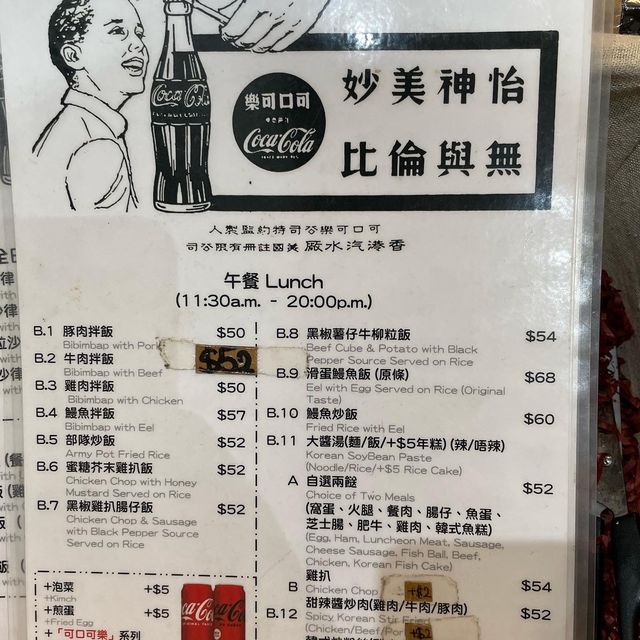 Coca-Cola
樂可口可
Coca-Cola
妙美神怡
比倫與無
人製監約特司公樂可口可
司公限有冊註國美 廠水汽港香
午餐 Lunch
(11:30a.m. - 20:00p.m.)
B.1 豚肉拌飯 $50
Bibimbap with Pork
B.2 牛肉拌飯 $52
Bibimbap with Beef
B.3 雞肉拌飯 $50
Bibimbap with Chicken
B.4 鰻魚拌飯 $57
Bibimbap with Eel
B.5 部隊炒飯 $52
Army Pot Fried Rice
B.6 蜜糖芥末雞扒飯 $52
Chicken Chop with Honey
Mustard Served on Rice
B.7 黑椒雞扒腸仔飯 $52
Chicken Chop & Sausage
with Black Pepper Source
Served on Rice
+泡菜 +$5
+Kimch
+煎蛋 +$5
+Fried Egg
+「可口可樂」系列
B.8 黑椒薯仔牛柳粒飯 $54
Beef Cube & Potato with Black
Pepper Source Served on Rice
B.9 滑蛋鰻魚飯 (原條) $68
Eel with Egg Served on Rice (Original
Taste)
B.10 鰻魚炒飯 $60
Fried Rice with Eel
B.11 大醬湯(麵/飯/+$5年糕) (辣/唔辣)
Korean SoyBean Paste
(Noodle/Rice/+$5 Rice Cake)
A 自選兩餸 $52
Choice of Two Meals
(窩蛋、火腿、餐肉、腸仔、魚蛋、
芝士腸、肥牛、雞肉、韓式魚糕)
(Egg, Ham, Luncheon Meat, Sausage,
Cheese Sausage, Fish Ball, Beef,
Chicken, Korean Fish Cake)
B 雞扒 $54
Chicken Chop +$2
B.12 甜辣醬炒肉(雞肉/牛肉/豚肉) $52
Spicy Korean Stir Fried
(Chicken/Beef/Por +$2